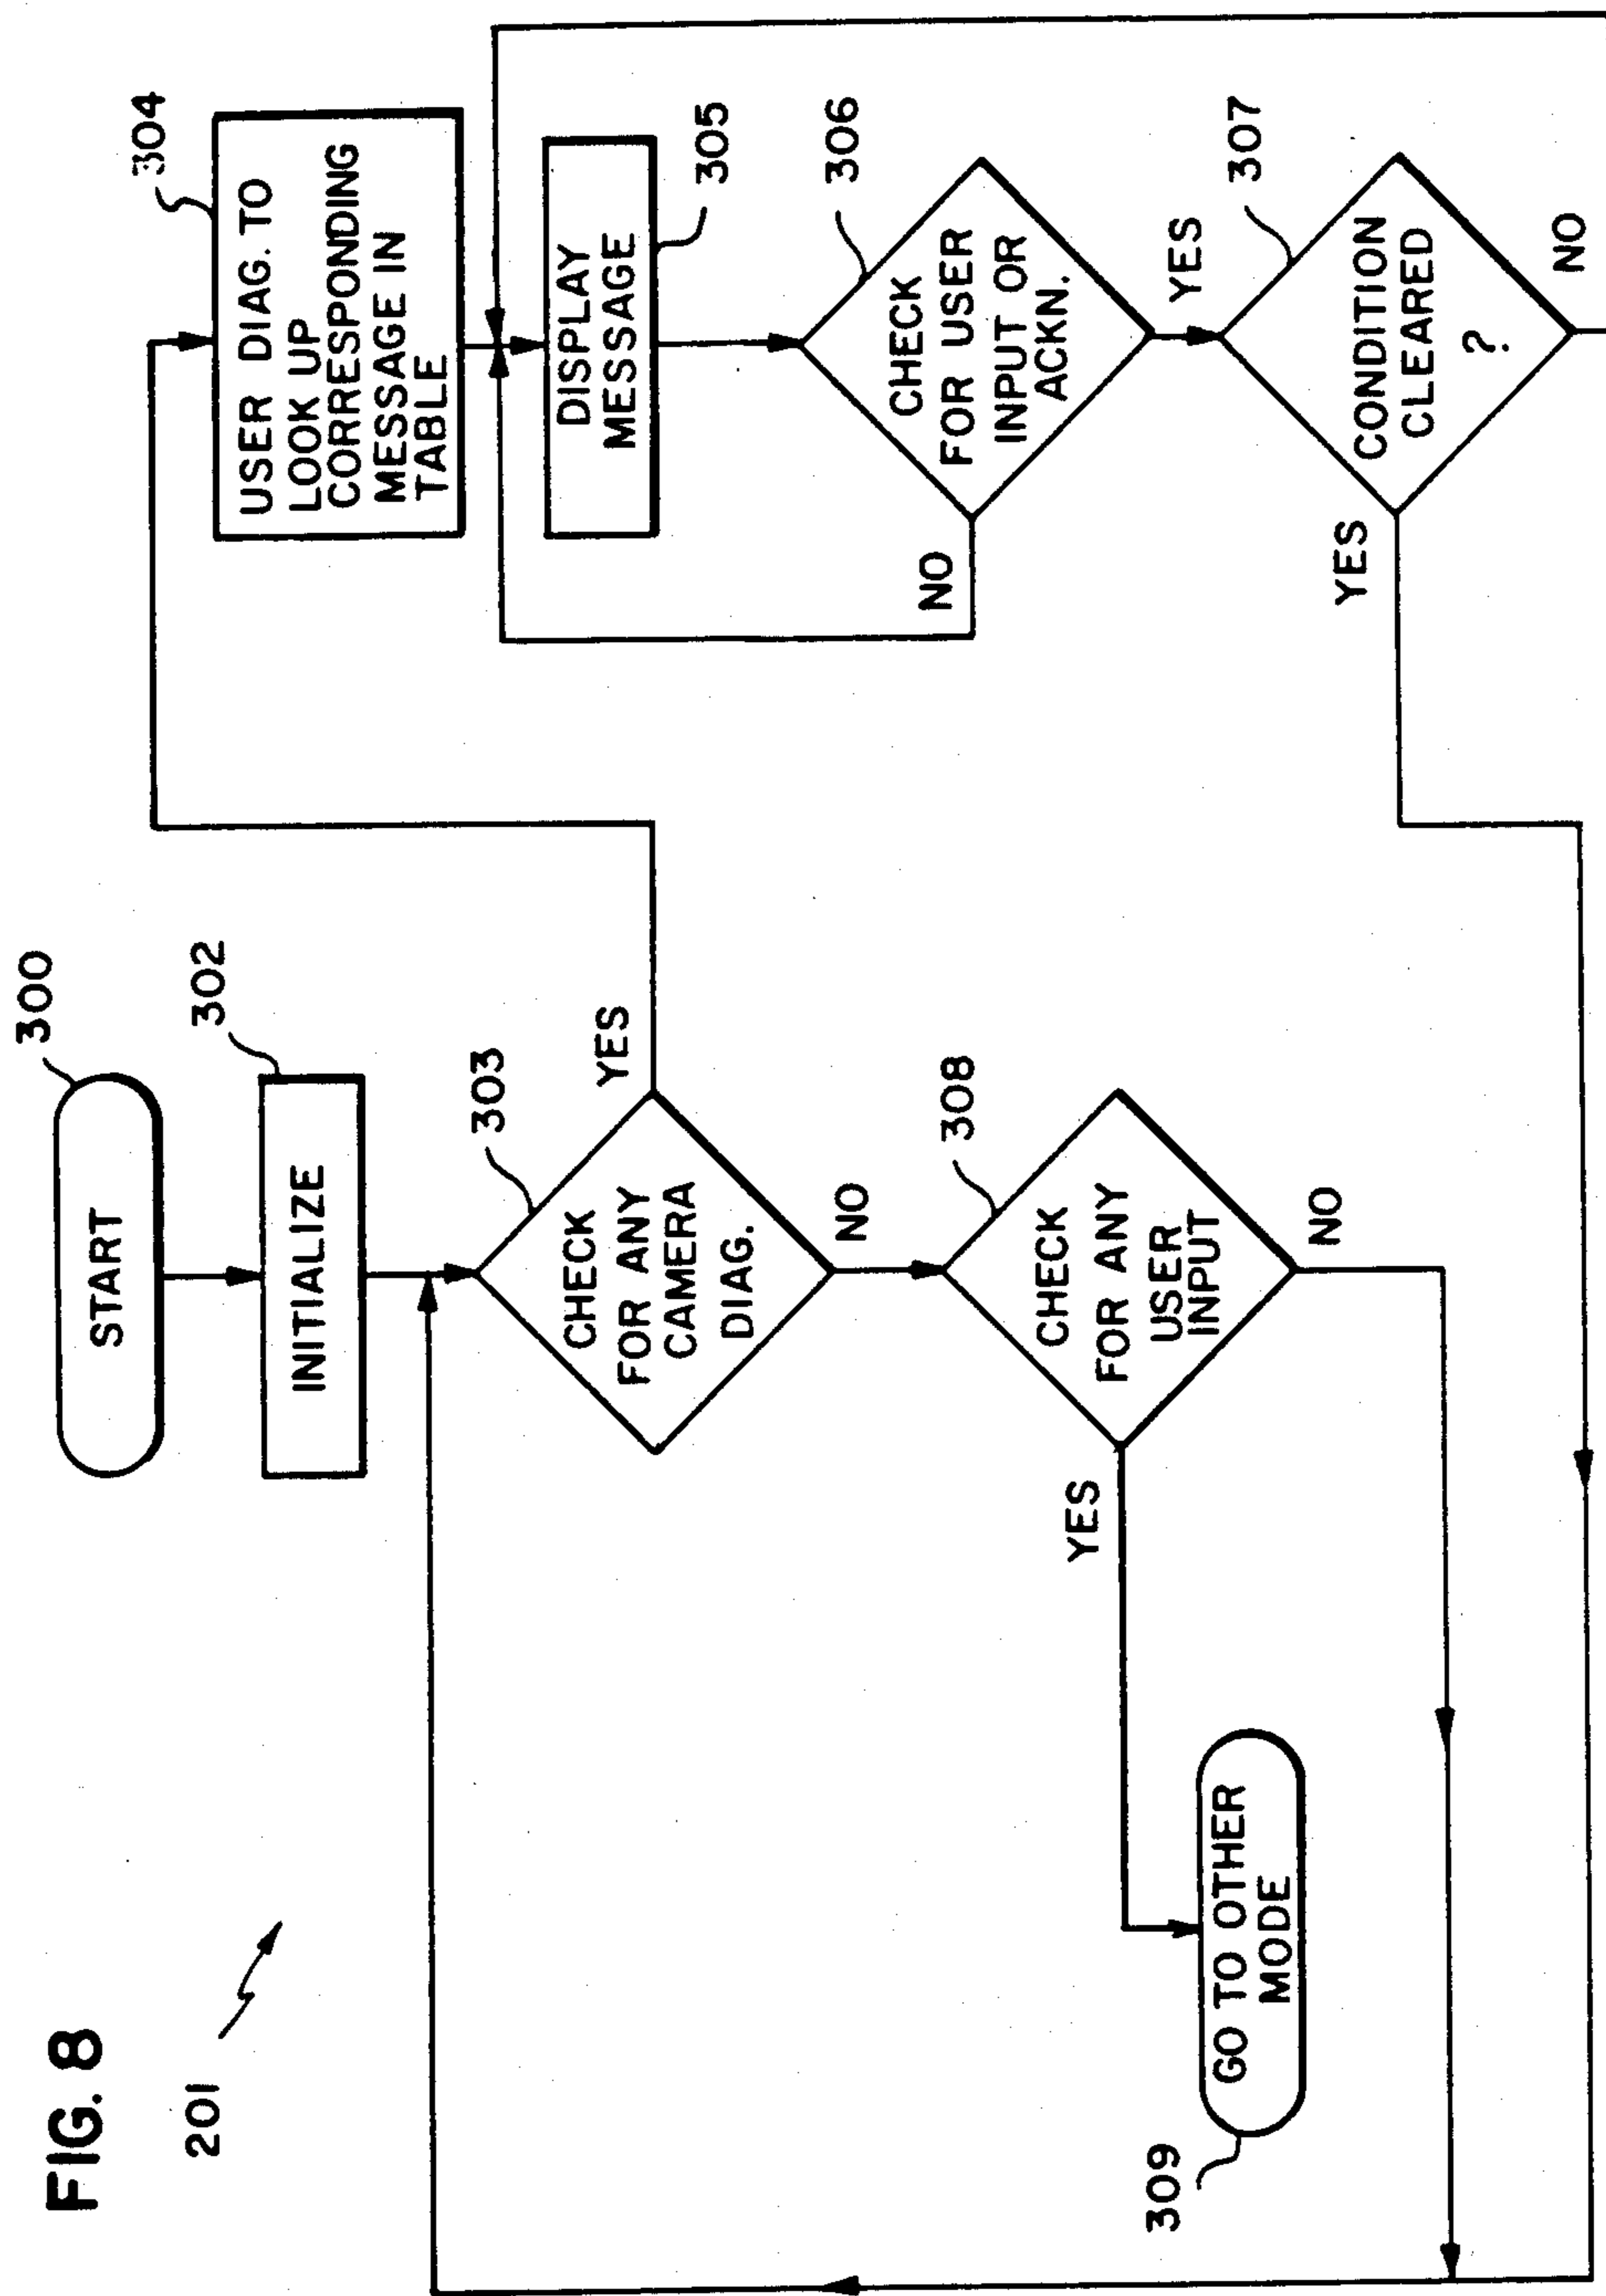 FIG. 8
201
300
START
302
INITIALIZE
303
CHECK
FOR ANY
CAMERA
DIAG.
YES
NO
308
CHECK
FOR ANY
USER
INPUT
YES
NO
309
GO TO OTHER
MODE
304
USER DIAG. TO
LOOK UP
CORRESPONDING
MESSAGE IN
TABLE
305
DISPLAY
MESSAGE
306
CHECK
FOR USER
INPUT OR
ACKN.
NO
YES
307
CONDITION
CLEARED
?
YES
NO